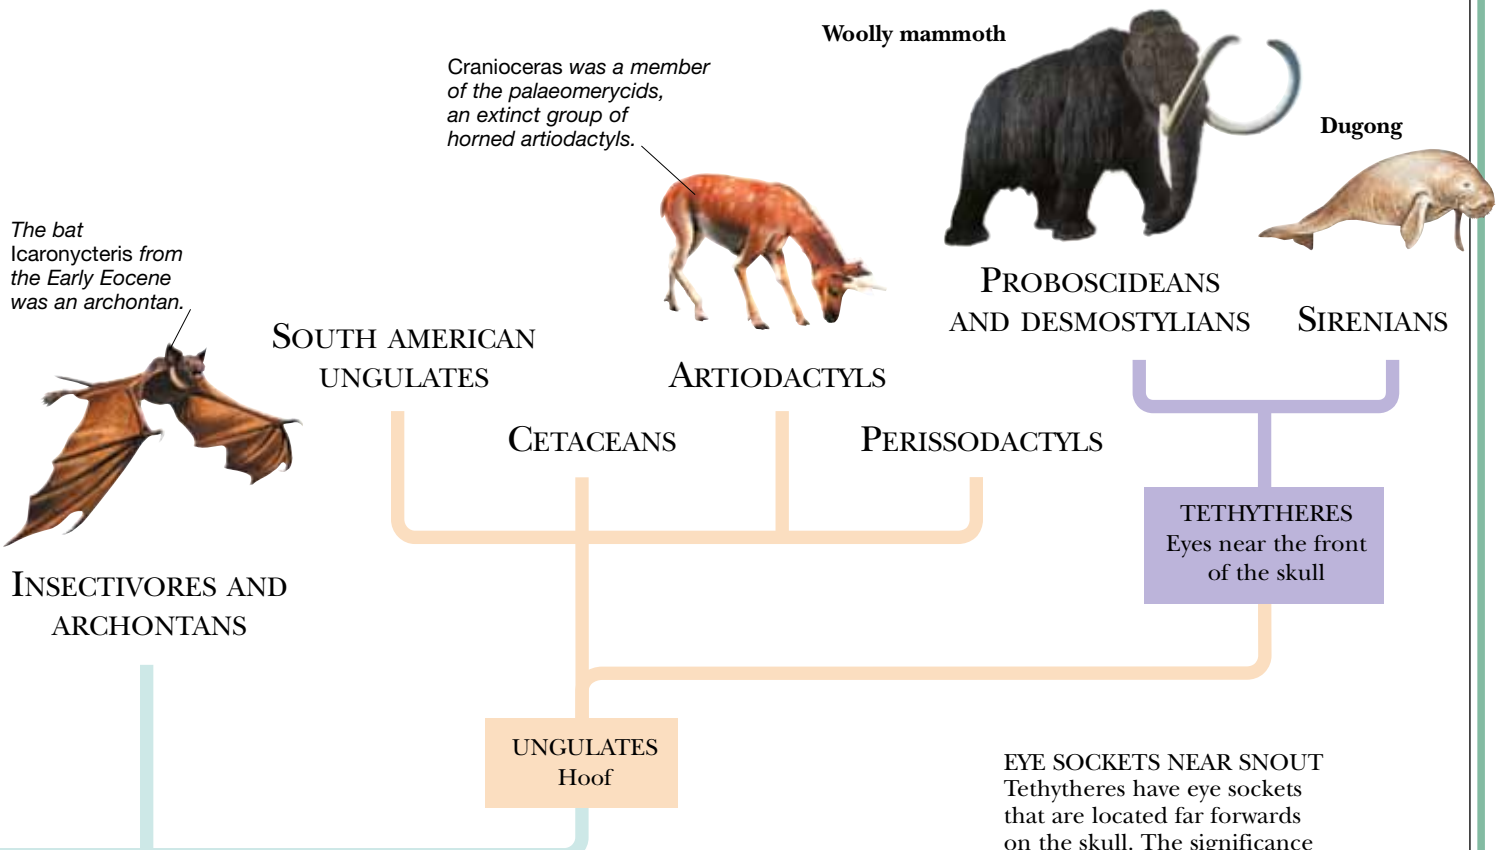 Woolly mammoth
Cranioceras was a member
of the palaeomerycids,
an extinct group of
horned artiodactyls.
Dugong
The bat
Icaronycteris from
the Early Eocene
was an archontan.
PROBOSCIDEANS
AND DESMOSTYLIANS
SIRENIANS
SOUTH AMERICAN
UNGULATES
ARTIODACTYLS
CETACEANS
PERISSODACTYLS
TETHYTHERES
Eyes near the front
of the skull
INSECTIVORES AND
ARCHONTANS
UNGULATES
Hoof
EYE SOCKETS NEAR SNOUT
Tethytheres have eye sockets
that are located far forwards
on the skull. The significance